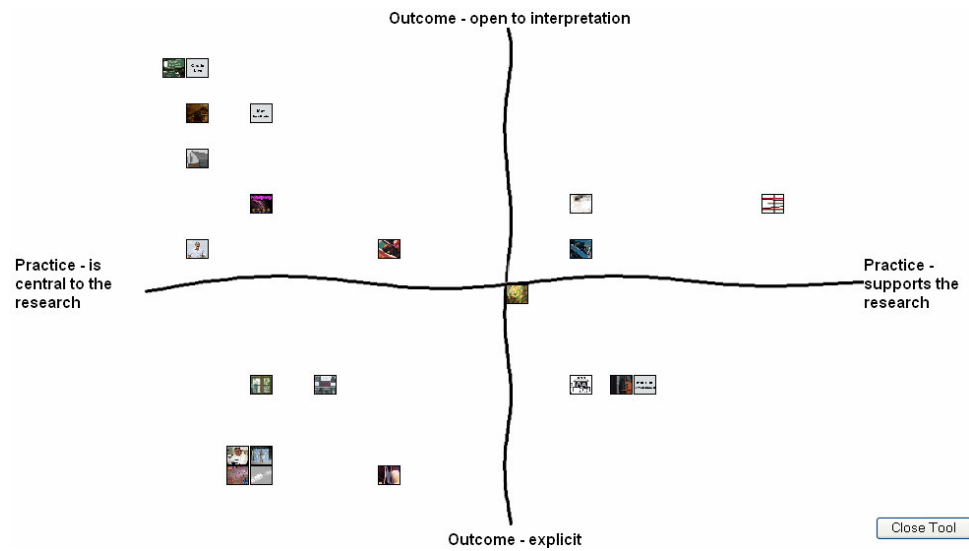 Outcome - open to interpretation
Practice - is
central to the
research
Practice -
supports the
research
Outcome - explicit
Close Tool